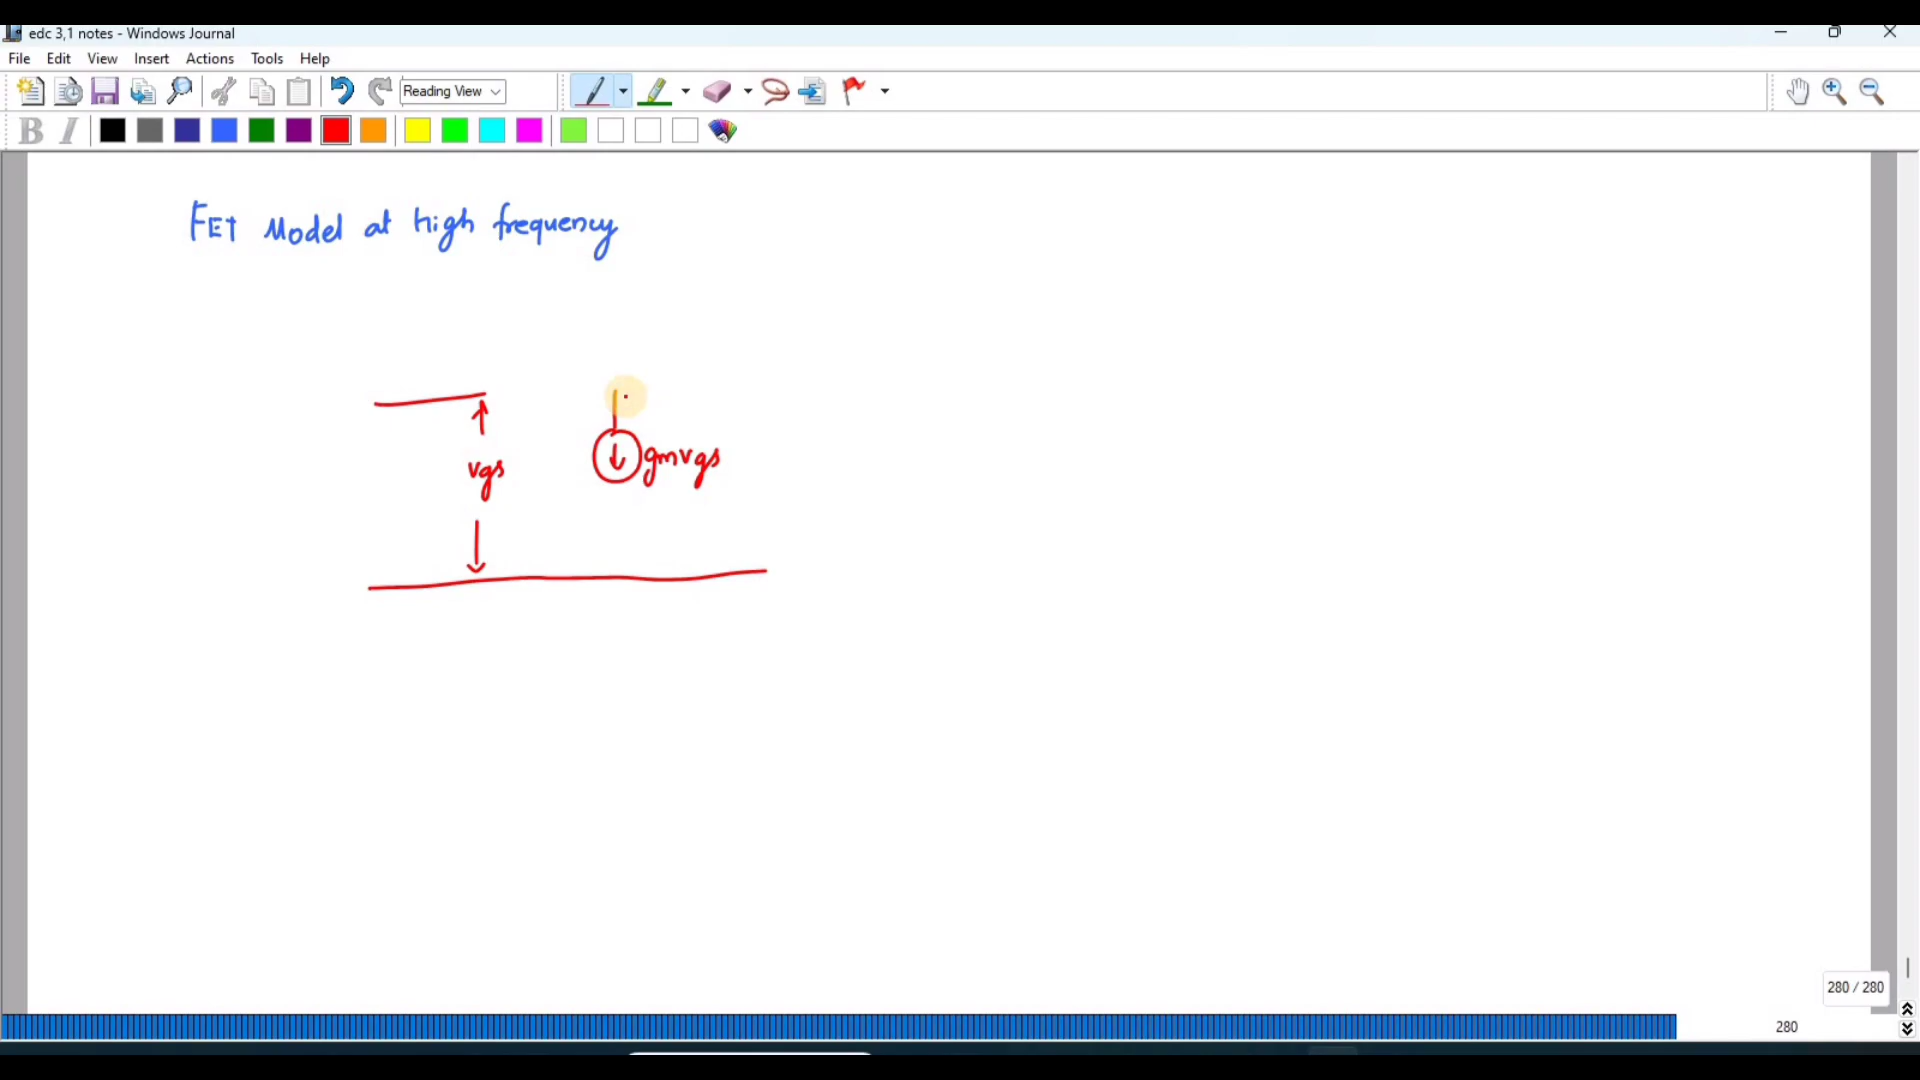 edc 3,1 notes - Windows Journal
File Edit View Insert Actions Tools Help
Reading View
B I
FET Model at high frequency
vgs
gmvgs
280 / 280
280